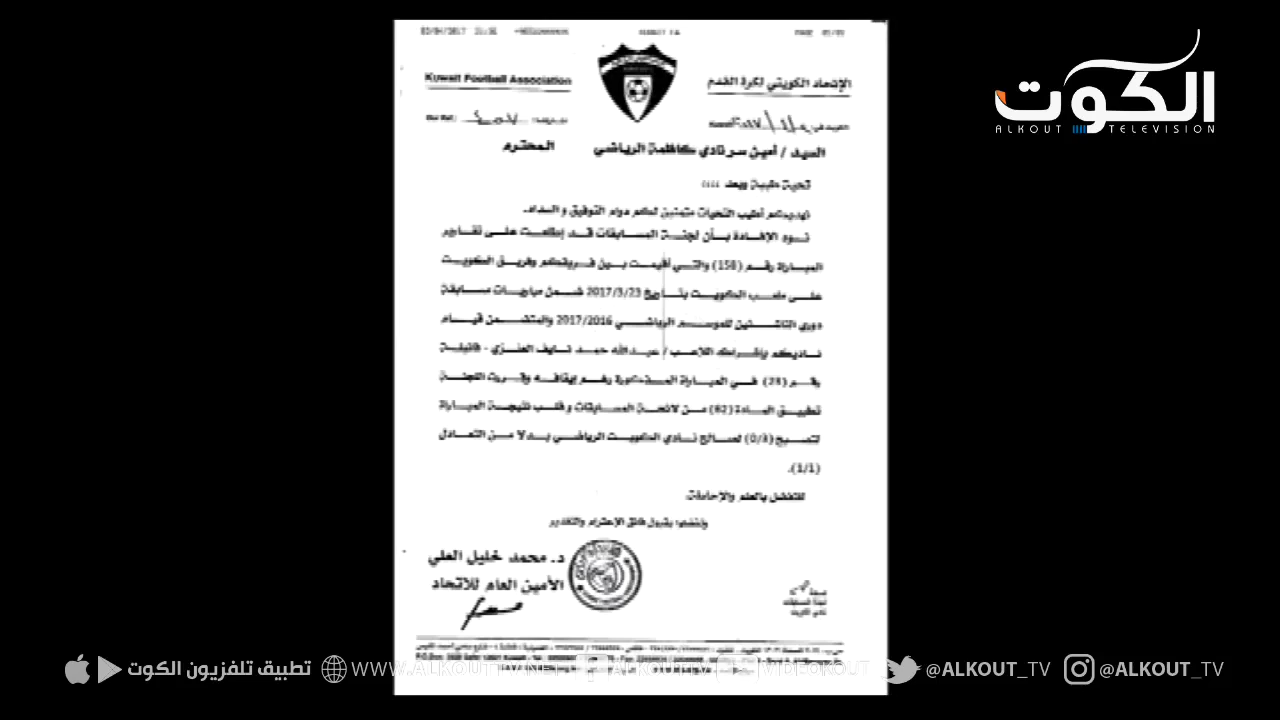 الكوت
ALKOUT TELEVISION
Kuwait Football Association
الإتحاد الكويتي لكرة القدم
السيد / أمين سر نادي كاظمة الرياضي المحترم
تحية طيبة وبعد ،،،،
نهديكم أطيب التحيات متمنين لكم دوام التوفيق والسداد.
نود الإفادة بأن لجنة المسابقات قد إطلعت على تقارير
المباراة رقم (158) والتي أقيمت بين فريقكم وفريق الكويت
على ملعب الكويت بتاريخ 2017/3/23 ضمن مباريات مسابقة
دوري الناشئين للموسم الرياضي 2017/2016 والمتضمن قيام
ناديكم بإشراك اللاعب / عبدالله حمد نايف العنزي - فانيلة
رقم (28) في المباراة المذكورة رغم إيقافه وقررت اللجنة
تطبيق المادة (62) من لائحة المسابقات وقلب نتيجة المباراة
لتصبح (0/3) لصالح نادي الكويت الرياضي بدلا من التعادل
(1/1).
للتفضل بالعلم والإحاطة.
وتفضلوا بقبول فائق الإحترام والتقدير
د. محمد خليل العلي
الأمين العام للاتحاد
تطبيق تلفزيون الكوت
@ALKOUT_TV
@ALKOUT_TV